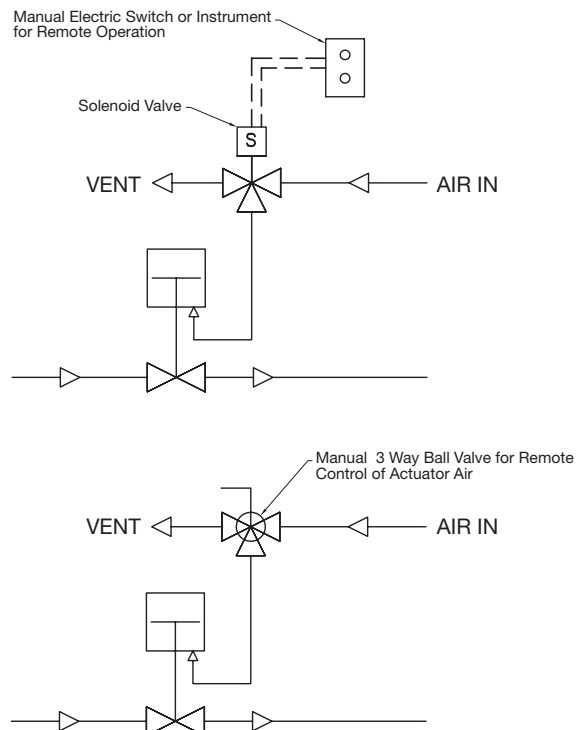 Manual Electric Switch or Instrument
for Remote Operation
Solenoid Valve
S
VENT
AIR IN
Manual 3 Way Ball Valve for Remote
Control of Actuator Air
VENT
AIR IN